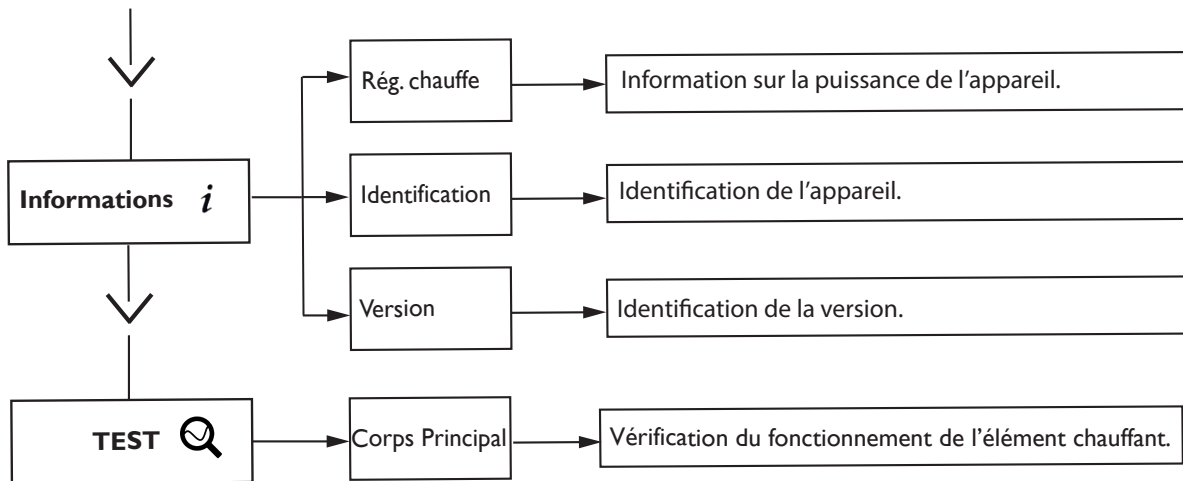 Rég. chauffe
Information sur la puissance de l’appareil.
Informations i
Identification
Identification de l’appareil.
Version
Identification de la version.
TEST
Corps Principal
Vérification du fonctionnement de l’élément chauffant.